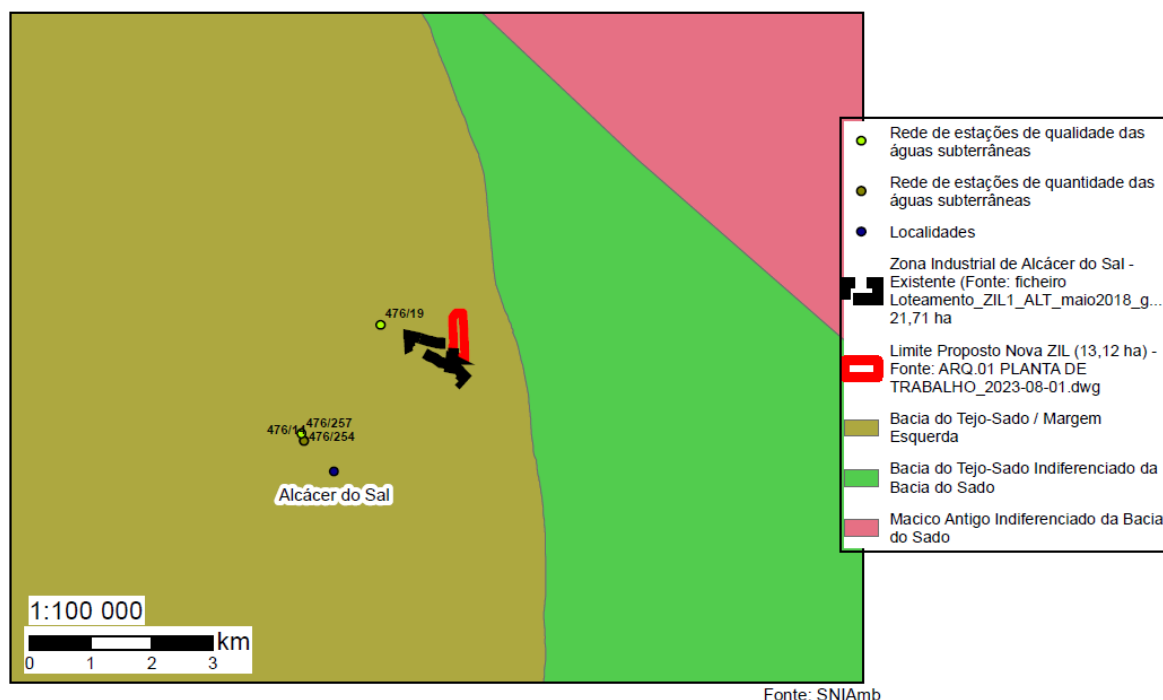 476/19
476/257
476/14
476/254
Alcácer do Sal
1:100 000
km
0 1 2 3
Rede de estações de qualidade das
águas subterrâneas
Rede de estações de quantidade das
águas subterrâneas
Localidades
Zona Industrial de Alcácer do Sal -
Existente (Fonte: ficheiro
Loteamento_ZIL1_ALT_maio2018_g...
21,71 ha
Limite Proposto Nova ZIL (13,12 ha) -
Fonte: ARQ.01 PLANTA DE
TRABALHO_2023-08-01.dwg
Bacia do Tejo-Sado / Margem
Esquerda
Bacia do Tejo-Sado Indiferenciado da
Bacia do Sado
Macico Antigo Indiferenciado da Bacia
do Sado
Fonte: SNIAmb